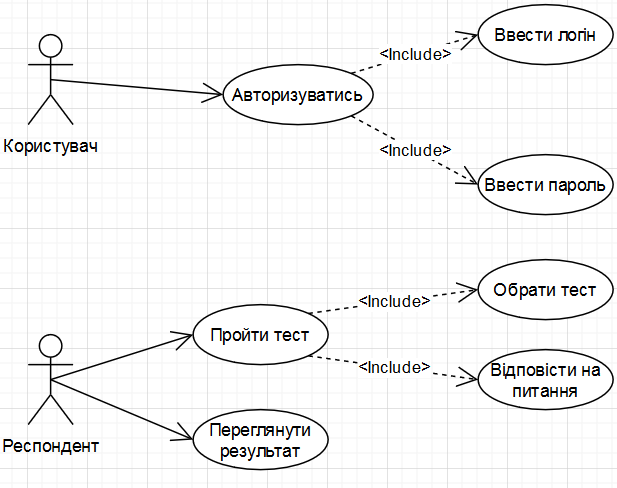 Ввести логін
<Include>
Авторизуватись
Користувач
<Include>
Ввести пароль
Обрати тест
<Include>
Пройти тест
<Include>
Відповісти на
питання
Респондент
Переглянути
результат